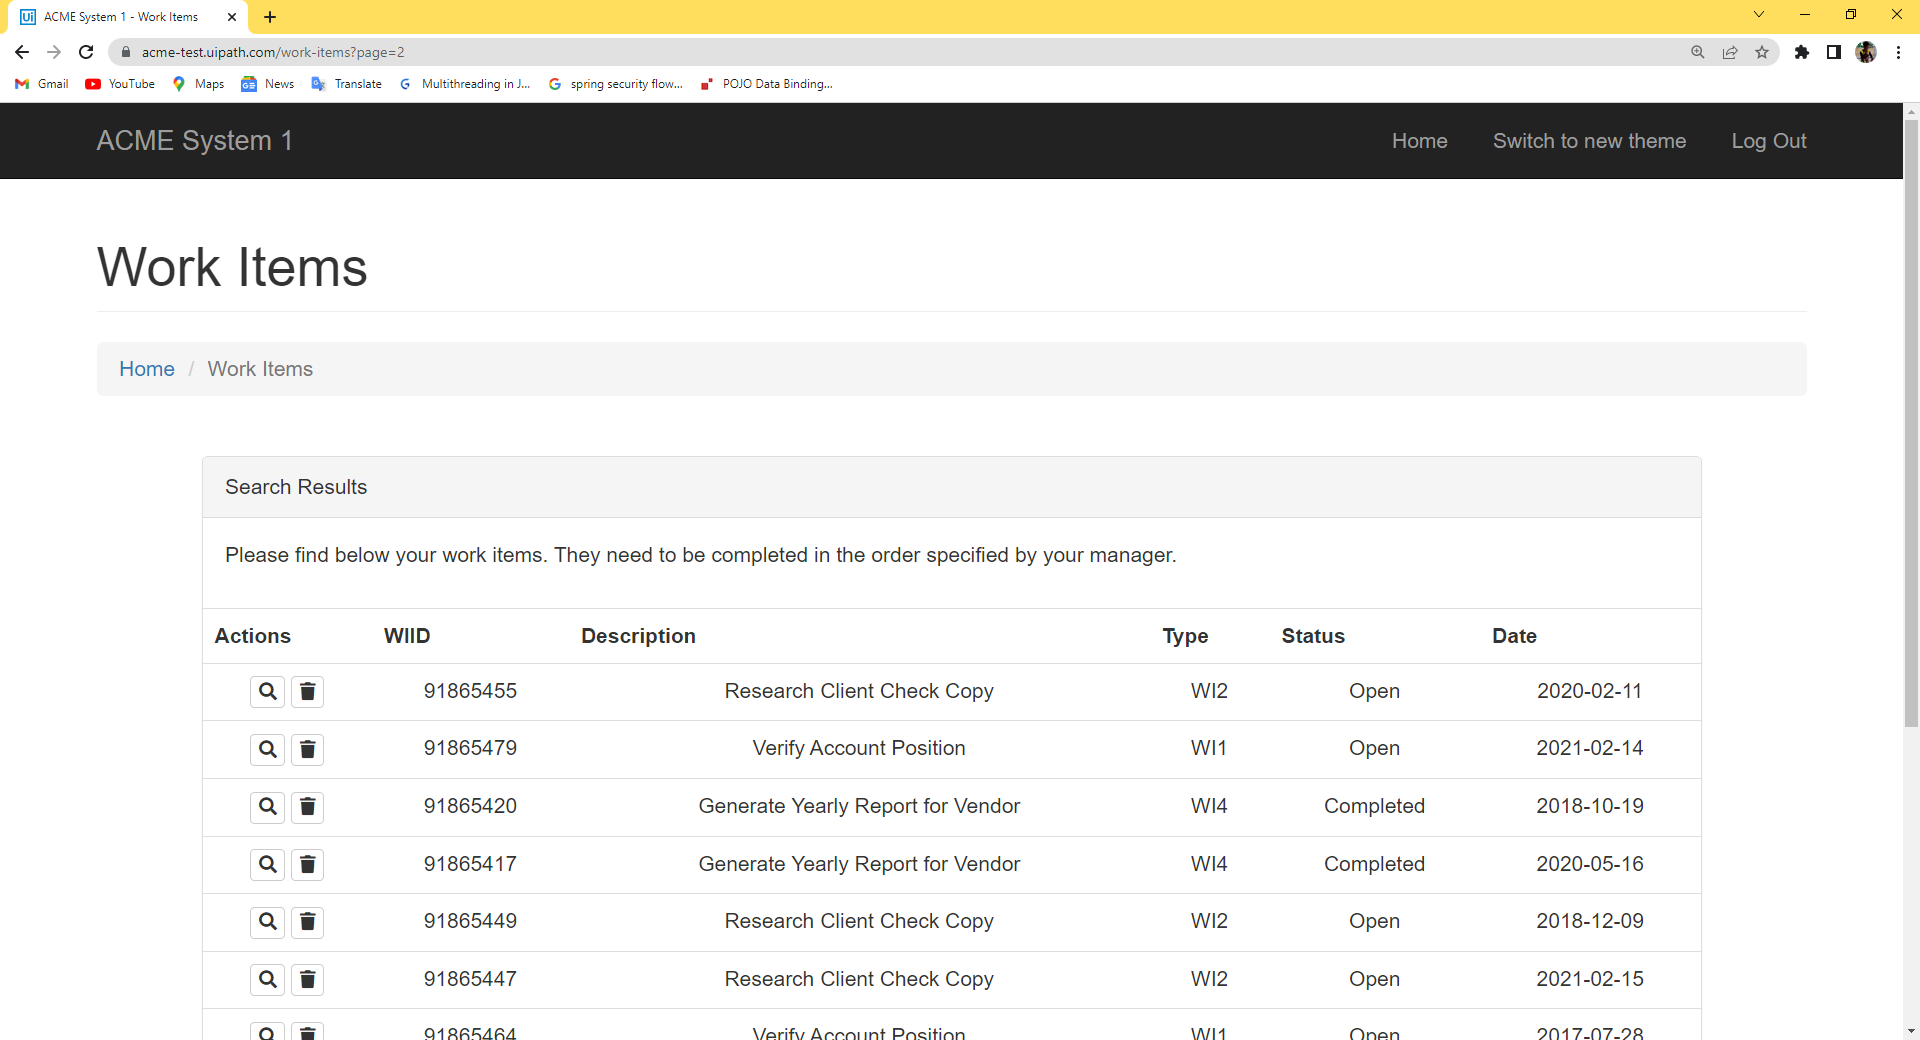 ACME System 1 - Work Items
acme-test.uipath.com/work-items?page=2
Gmail YouTube Maps News Translate Multithreading in J... spring security flow... POJO Data Binding...
ACME System 1 Home Switch to new theme Log Out
Work Items
Home / Work Items
Search Results
Please find below your work items. They need to be completed in the order specified by your manager.
Actions WIID Description Type Status Date
91865455 Research Client Check Copy WI2 Open 2020-02-11
91865479 Verify Account Position WI1 Open 2021-02-14
91865420 Generate Yearly Report for Vendor WI4 Completed 2018-10-19
91865417 Generate Yearly Report for Vendor WI4 Completed 2020-05-16
91865449 Research Client Check Copy WI2 Open 2018-12-09
91865447 Research Client Check Copy WI2 Open 2021-02-15
91865464 Verify Account Position WI1 Open 2017-07-28